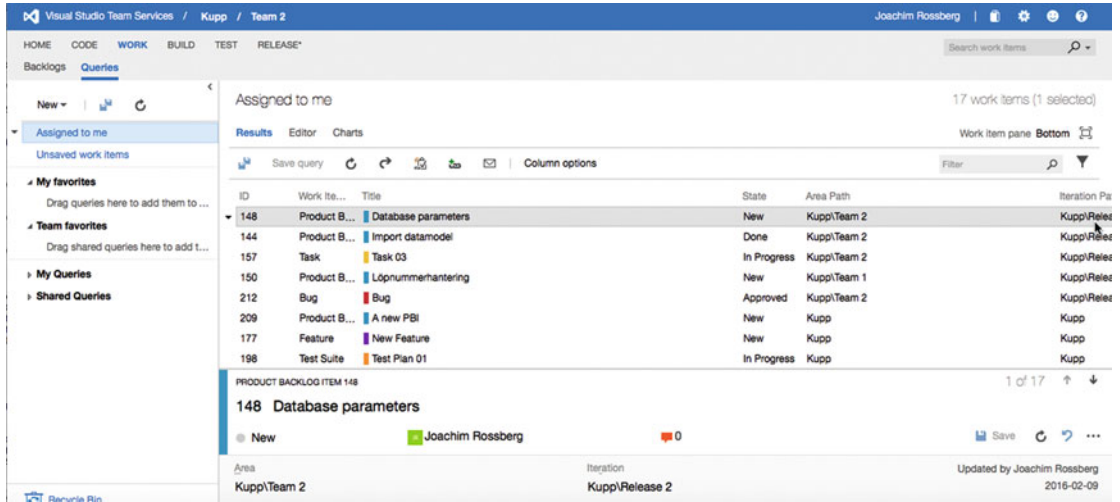 Visual Studio Team Services / Kupp / Team 2 Joachim Rossberg
HOME CODE WORK BUILD TEST RELEASE* Search work items
Backlogs Queries
New
Assigned to me
Unsaved work items
My favorites
Drag queries here to add them to ...
Team favorites
Drag shared queries here to add t...
My Queries
Shared Queries
Recycle Bin
Assigned to me 17 work items (1 selected)
Results Editor Charts Work item pane Bottom
Save query Column options Filter
ID Work Ite... Title State Area Path Iteration Pa
148 Product B... Database parameters New Kupp\Team 2 Kupp\Relea
144 Product B... Import datamodel Done Kupp\Team 2 Kupp\Relea
157 Task Task 03 In Progress Kupp\Team 2 Kupp\Relea
150 Product B... Löpnummerhantering New Kupp\Team 1 Kupp\Relea
212 Bug Bug Approved Kupp\Team 2 Kupp\Relea
209 Product B... A new PBI New Kupp Kupp
177 Feature New Feature New Kupp Kupp
198 Test Suite Test Plan 01 In Progress Kupp Kupp
PRODUCT BACKLOG ITEM 148 1 of 17
148 Database parameters
New Joachim Rossberg 0 Save
Area Iteration Updated by Joachim Rossberg
Kupp\Team 2 Kupp\Release 2 2016-02-09